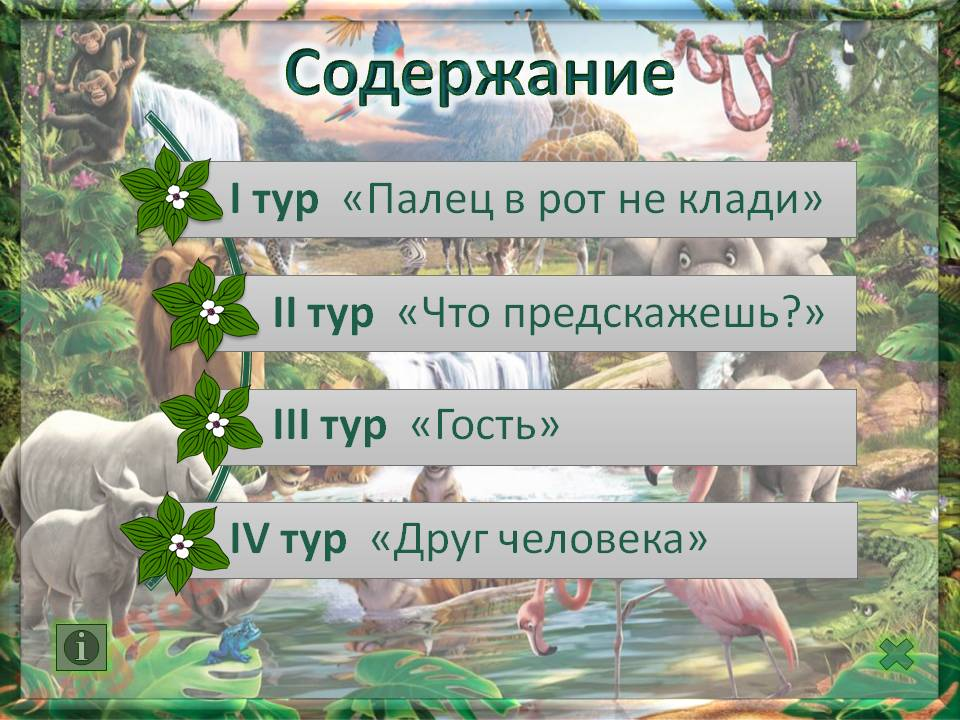 Содержание
I тур «Палец в рот не клади»
II тур «Что предскажешь?»
III тур «Гость»
IV тур «Друг человека»
i